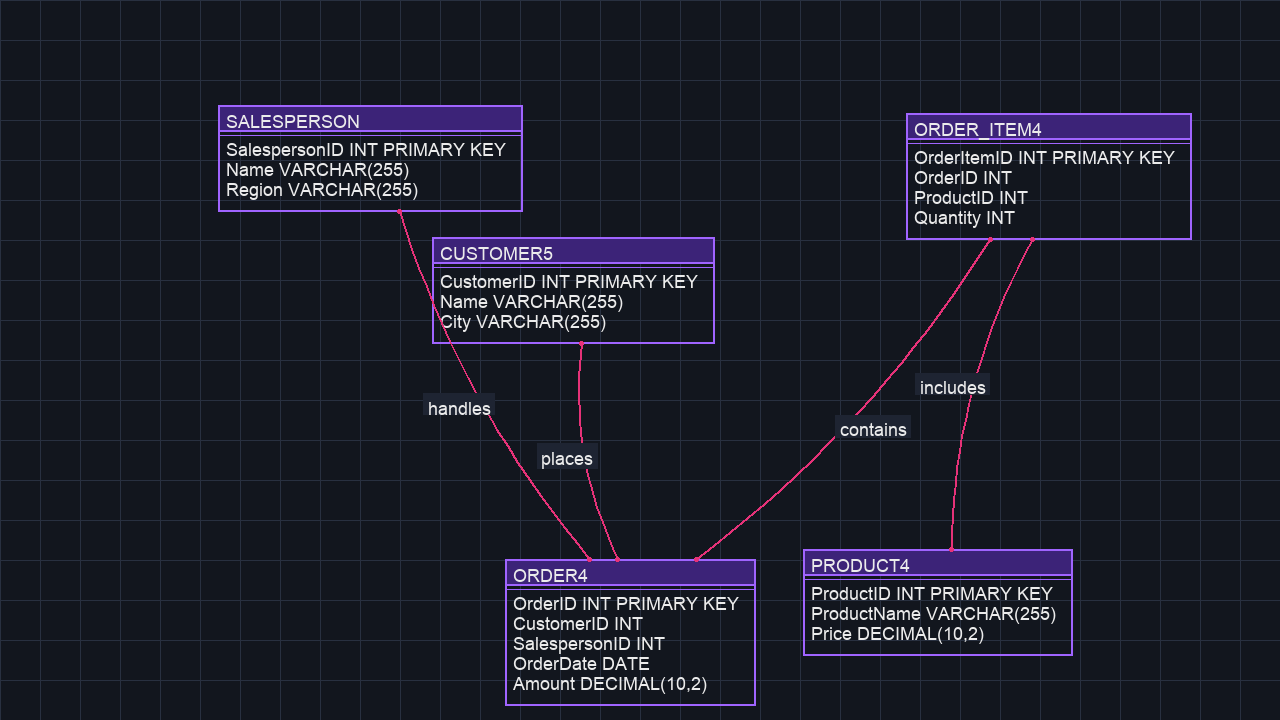 SALESPERSON
SalespersonID INT PRIMARY KEY
Name VARCHAR(255)
Region VARCHAR(255)
ORDER_ITEM4
OrderItemID INT PRIMARY KEY
OrderID INT
ProductID INT
Quantity INT
CUSTOMER5
CustomerID INT PRIMARY KEY
Name VARCHAR(255)
City VARCHAR(255)
includes
handles
contains
places
ORDER4
OrderID INT PRIMARY KEY
CustomerID INT
SalespersonID INT
OrderDate DATE
Amount DECIMAL(10,2)
PRODUCT4
ProductID INT PRIMARY KEY
ProductName VARCHAR(255)
Price DECIMAL(10,2)